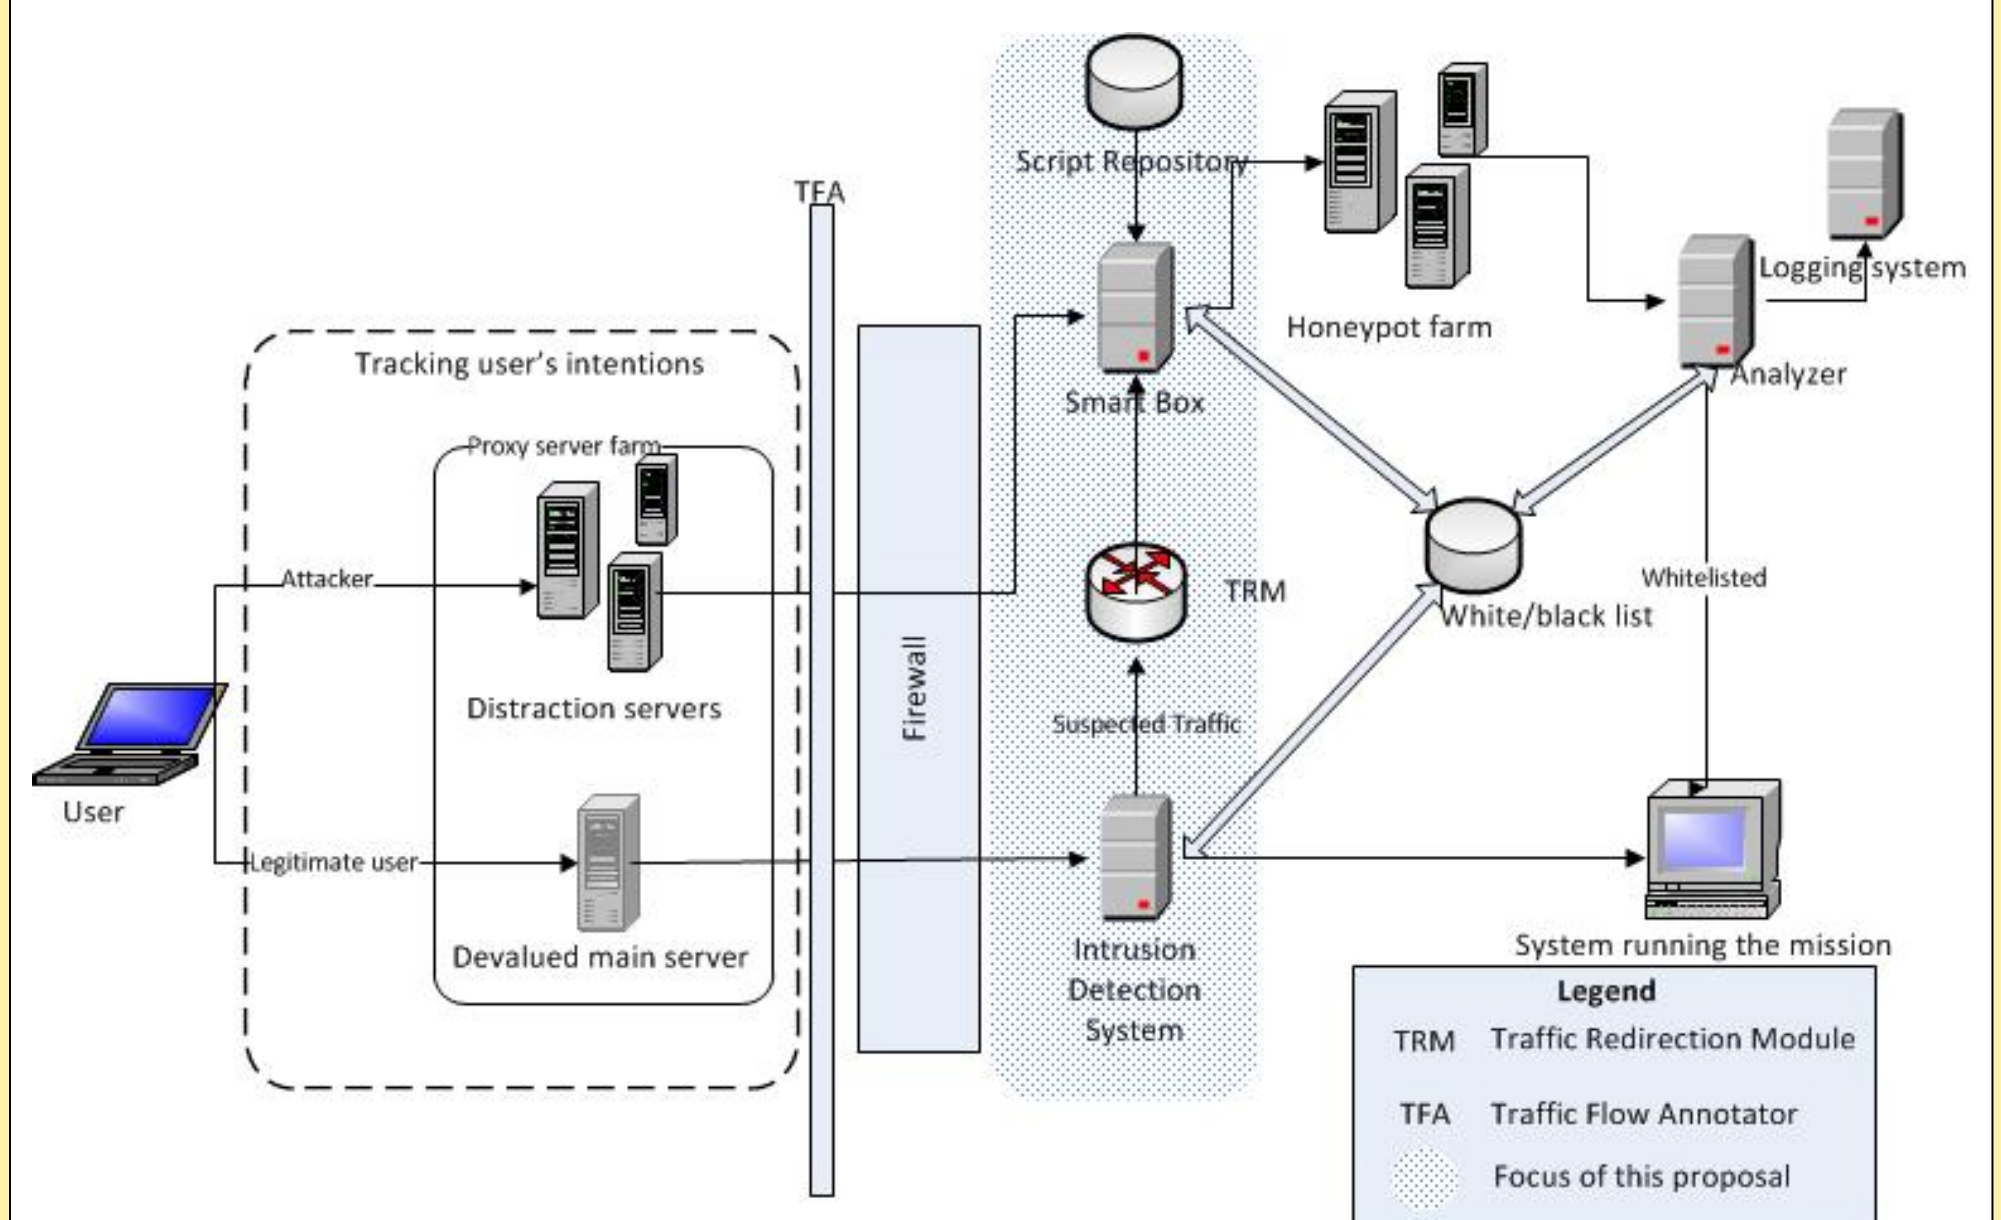 Script Repository
TFA
Logging system
Honeypot farm
Tracking user's intentions
Analyzer
Smart Box
Proxy server farm
Attacker
Whitelisted
TRM
White/black list
Firewall
Distraction servers
Suspected Traffic
User
Legitimate user
Devalued main server
Intrusion
Detection
System
System running the mission
Legend
TRM Traffic Redirection Module
TFA Traffic Flow Annotator
Focus of this proposal